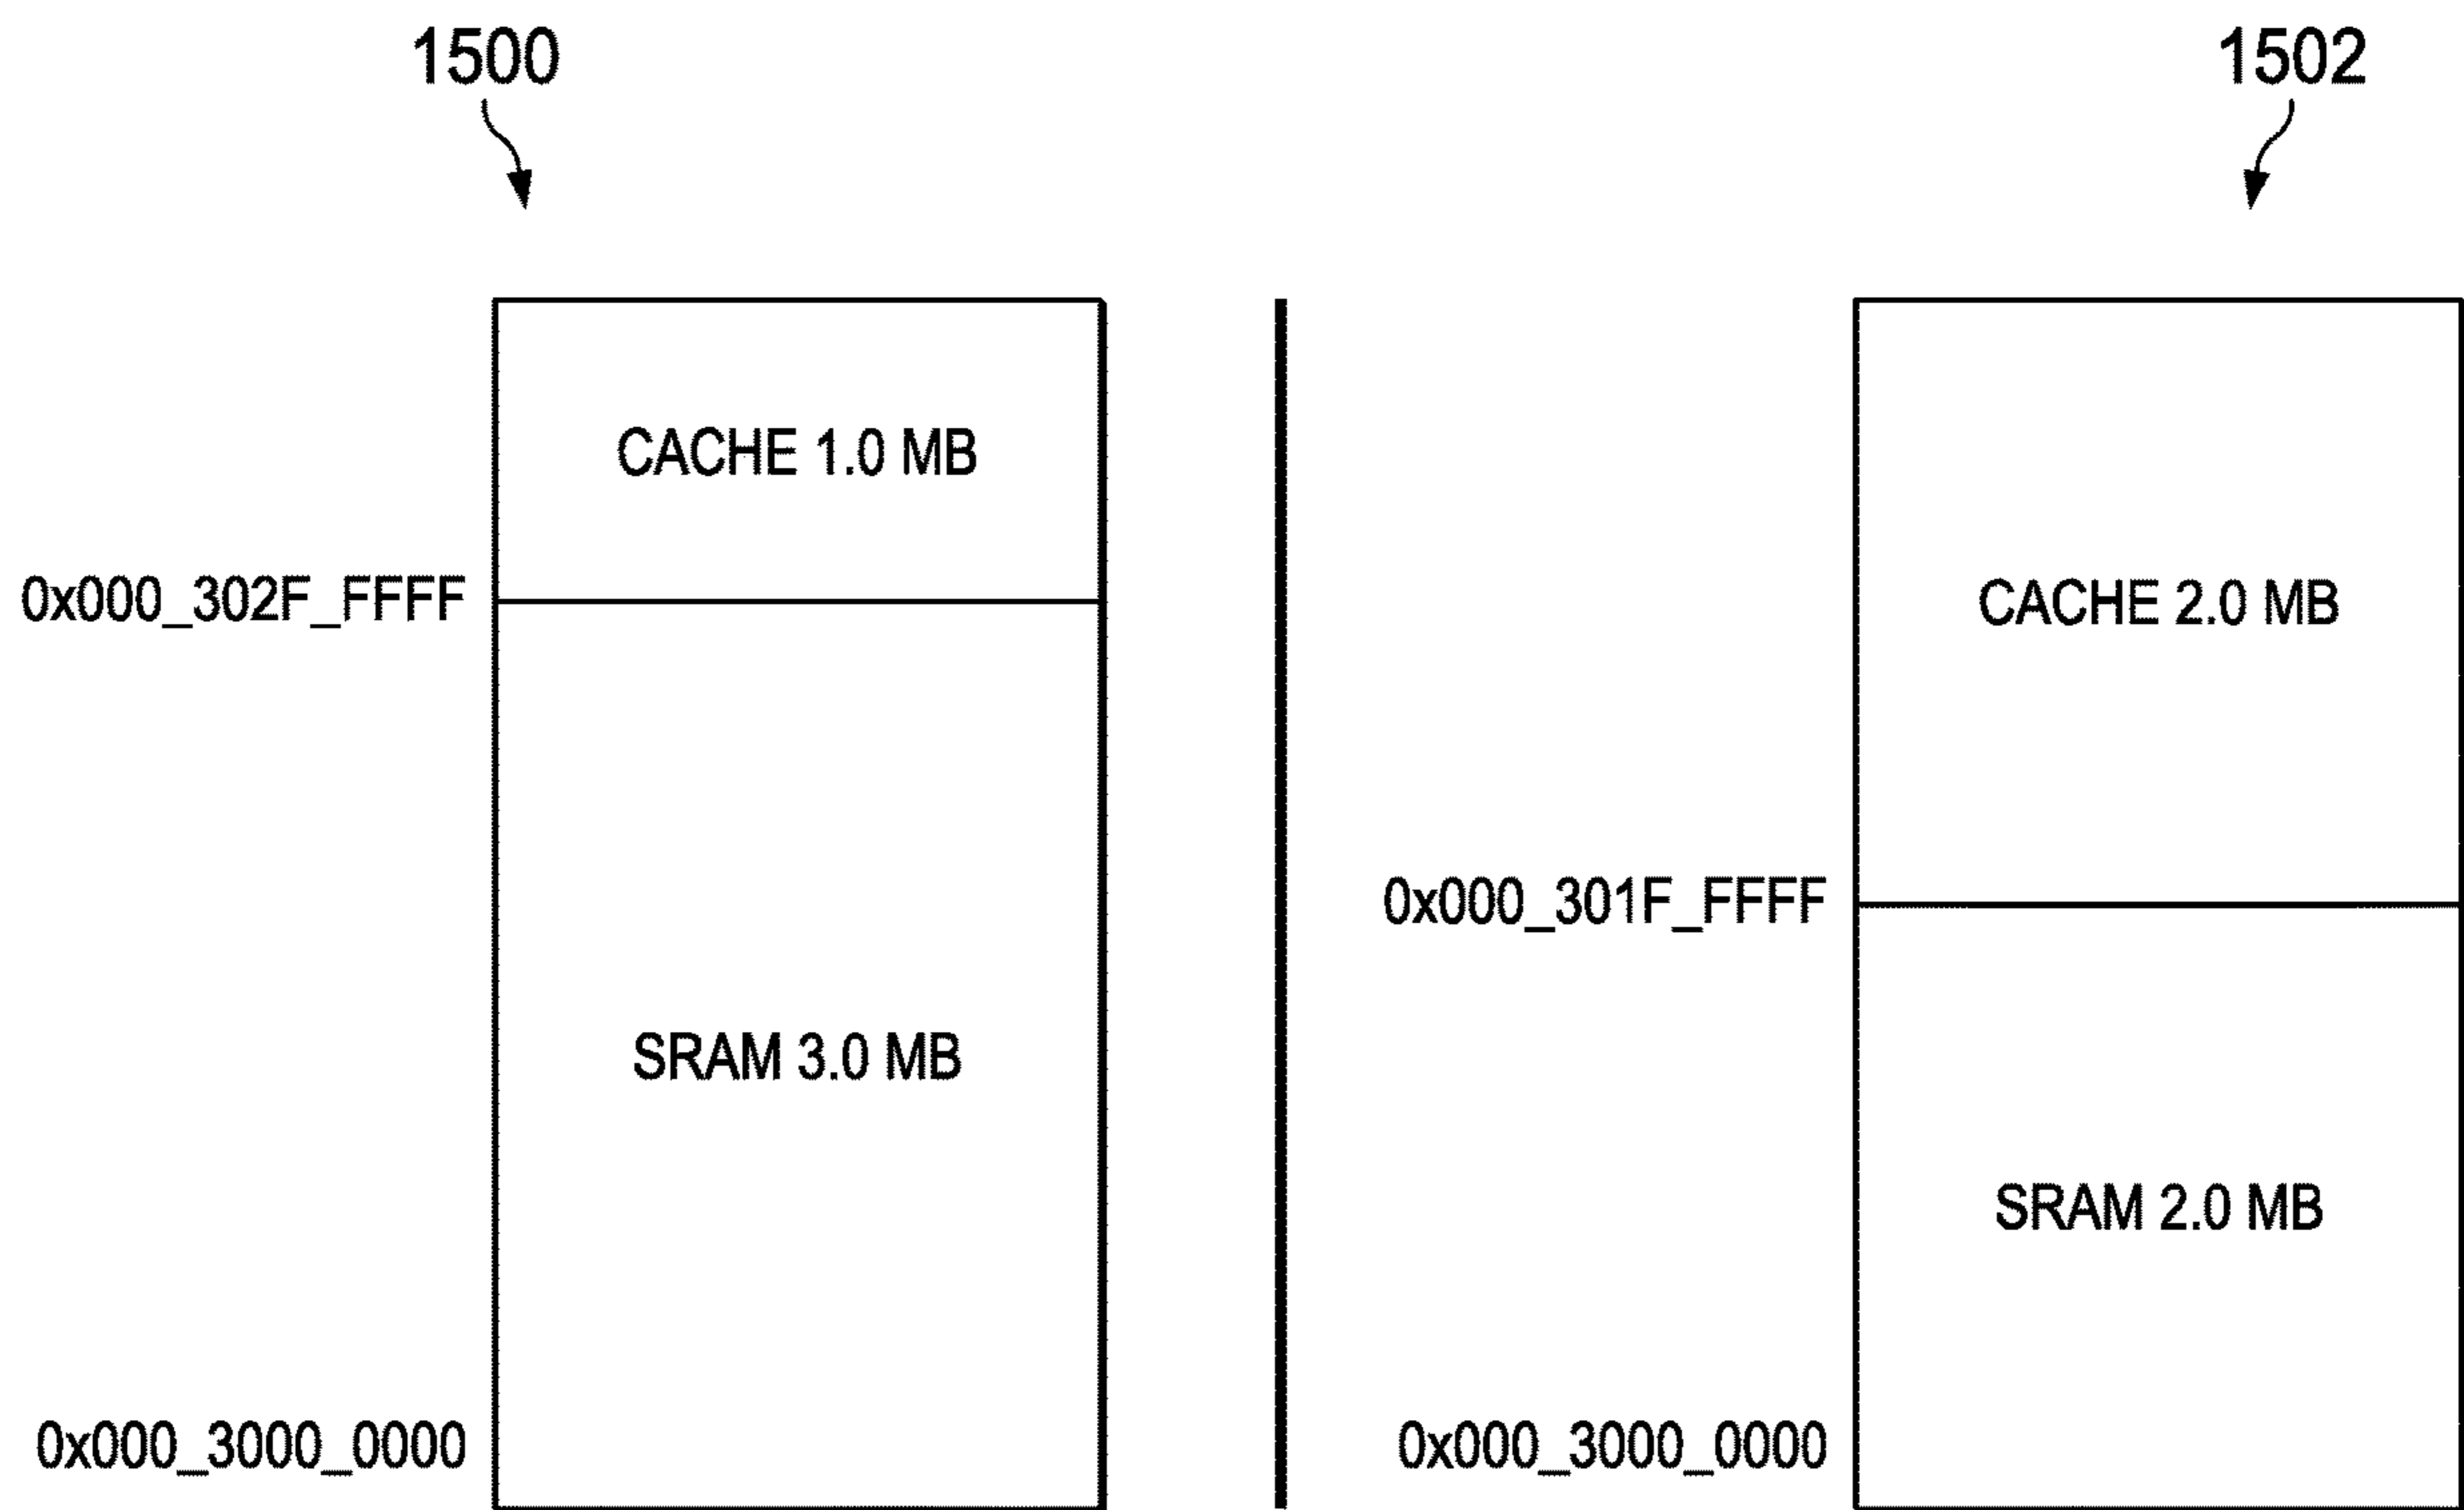 1500
CACHE 1.0 MB
0x000_302F_FFFF
SRAM 3.0 MB
0x000_3000_0000
1502
CACHE 2.0 MB
0x000_301F_FFFF
SRAM 2.0 MB
0x000_3000_0000